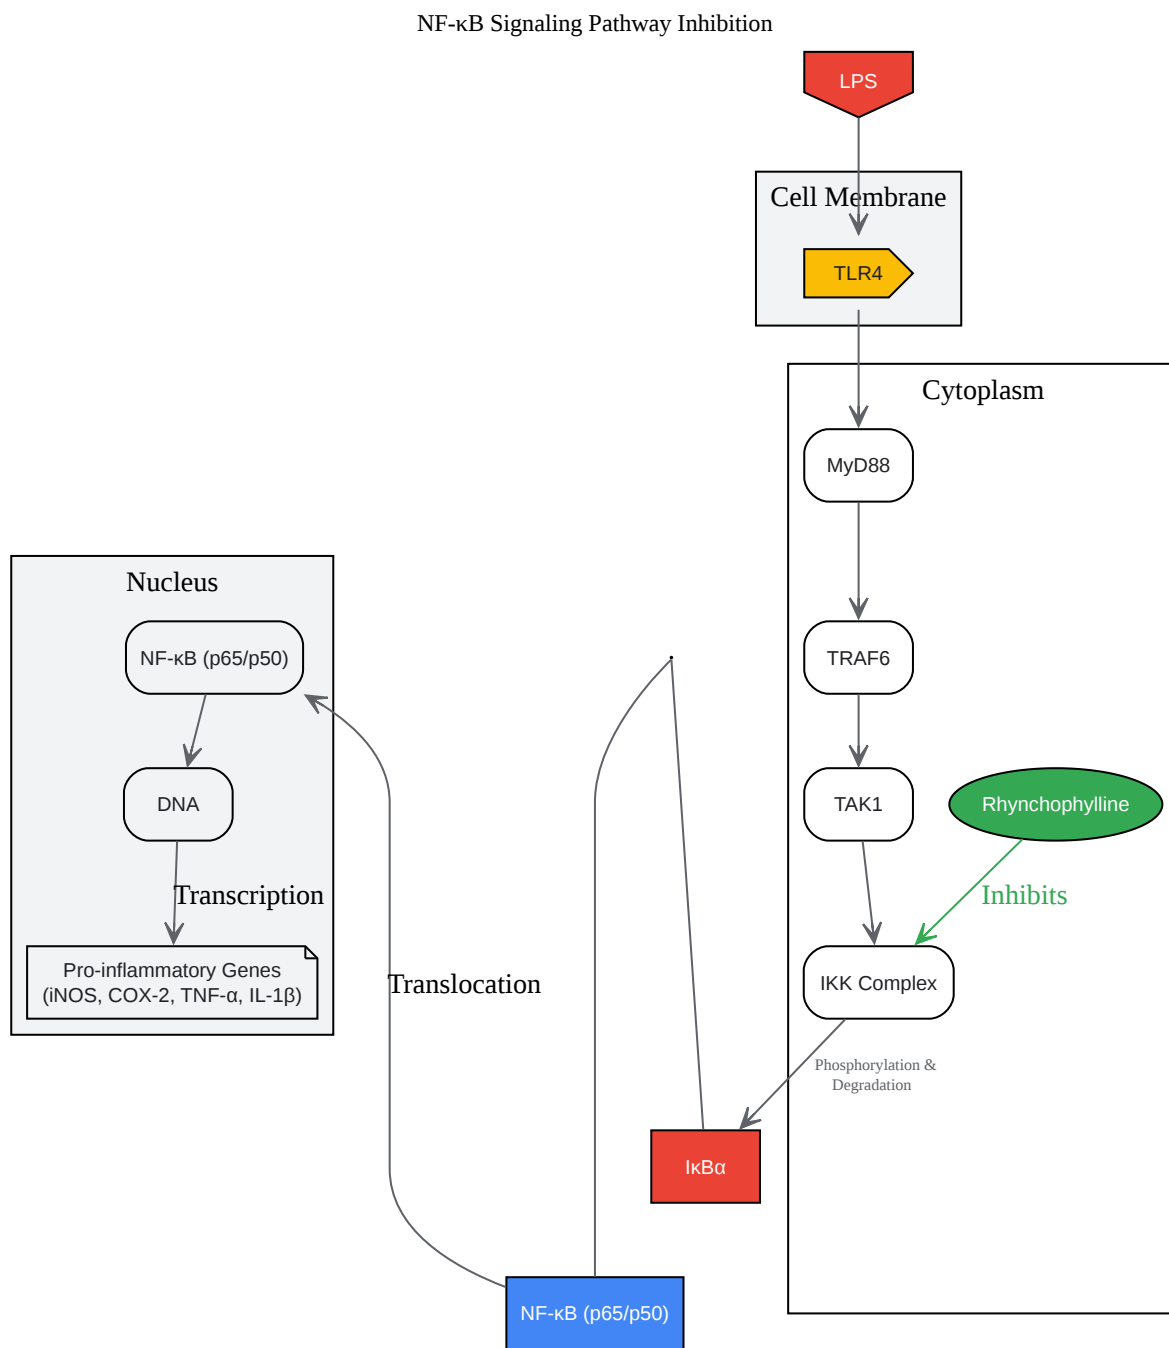 NF-κB Signaling Pathway Inhibition
LPS
Cell Membrane
TLR4
Cytoplasm
MyD88
Nucleus
NF-κB (p65/p50)
TRAF6
DNA
TAK1
Rhynchophylline
Transcription
Inhibits
Pro-inflammatory Genes
(iNOS, COX-2, TNF-α, IL-1β)
Translocation
IKK Complex
Phosphorylation &
Degradation
IκBα
NF-κB (p65/p50)